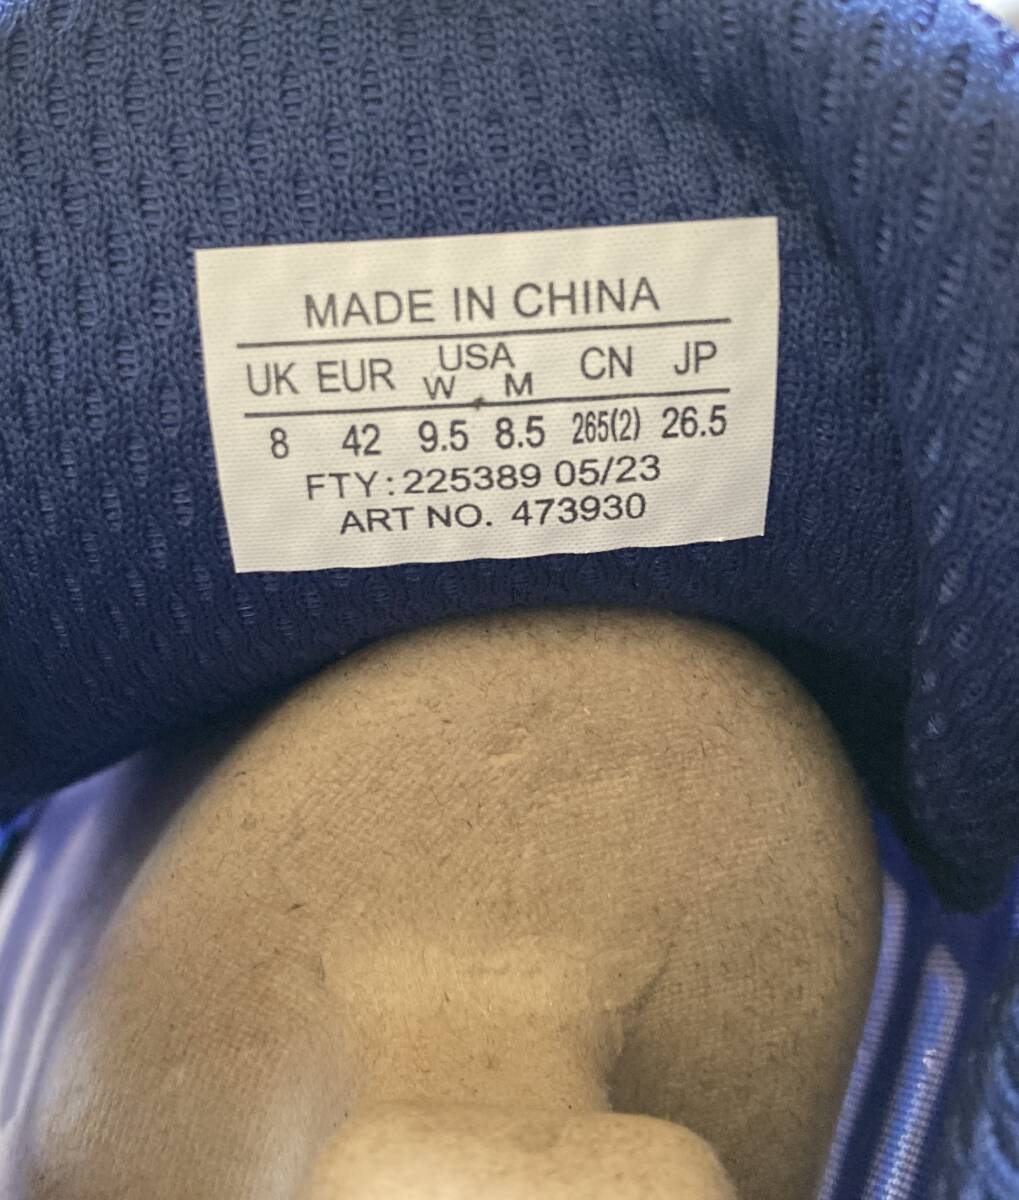 MADE IN CHINA
UK EUR USA CN JP
W M
8 42 9.5 8.5 265(2) 26.5
FTY: 225389 05/23
ART NO. 473930